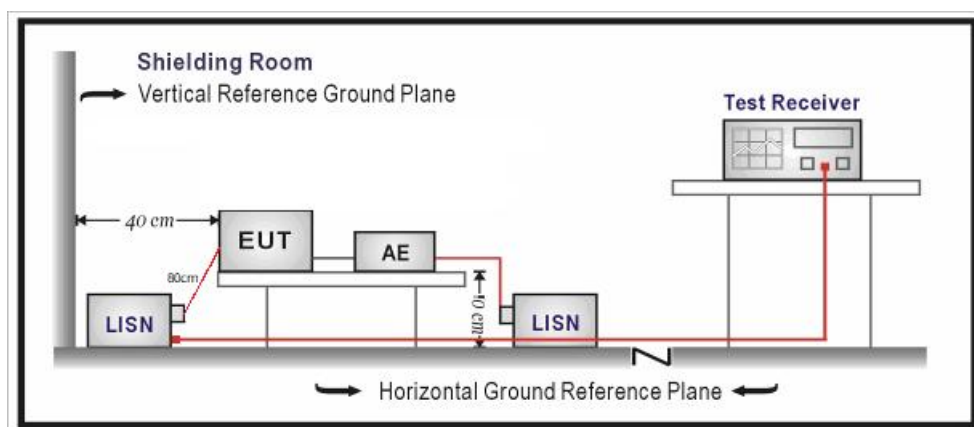 Shielding Room
Vertical Reference Ground Plane
Test Receiver
40 cm
EUT
AE
80cm
10 cm
LISN
LISN
Horizontal Ground Reference Plane